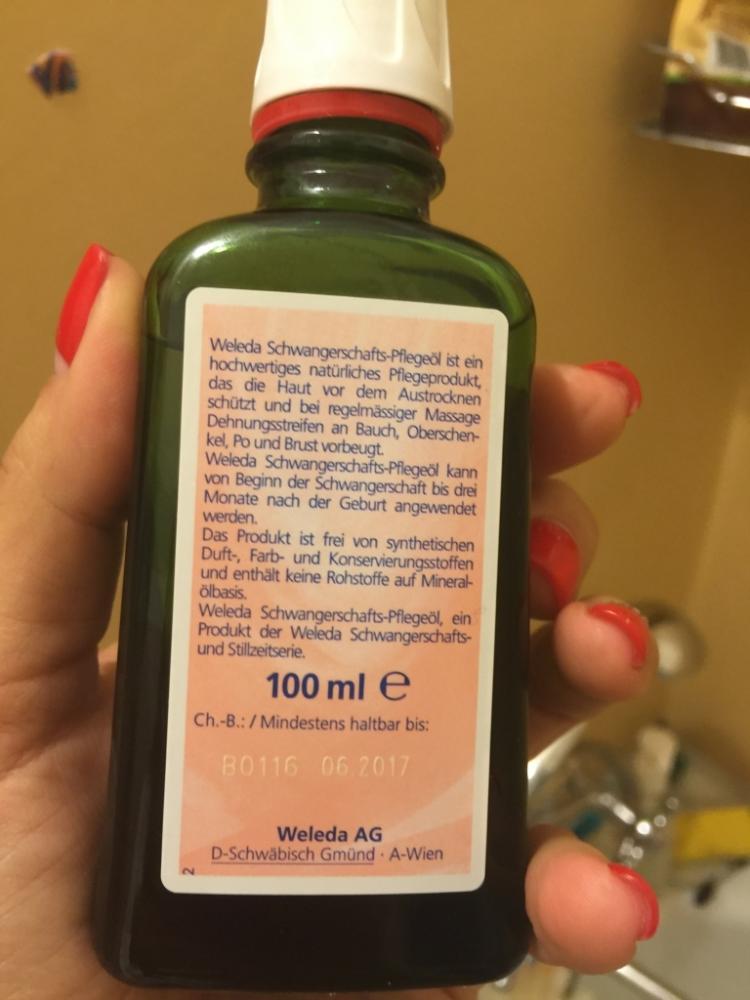 Weleda Schwangerschafts-Pflegeöl ist ein
hochwertiges natürliches Pflegeprodukt,
das die Haut vor dem Austrocknen
schützt und bei regelmässiger Massage
Dehnungsstreifen an Bauch, Oberschen-
kel, Po und Brust vorbeugt.
Weleda Schwangerschafts-Pflegeöl kann
von Beginn der Schwangerschaft bis drei
Monate nach der Geburt angewendet
werden.
Das Produkt ist frei von synthetischen
Duft-, Farb- und Konservierungsstoffen
und enthält keine Rohstoffe auf Mineral-
ölbasis.
Weleda Schwangerschafts-Pflegeöl, ein
Produkt der Weleda Schwangerschafts-
und Stillzeitserie.
100 ml ℮
Ch.-B.: / Mindestens haltbar bis:
B0116 06.2017
Weleda AG
D-Schwäbisch Gmünd · A-Wien
2